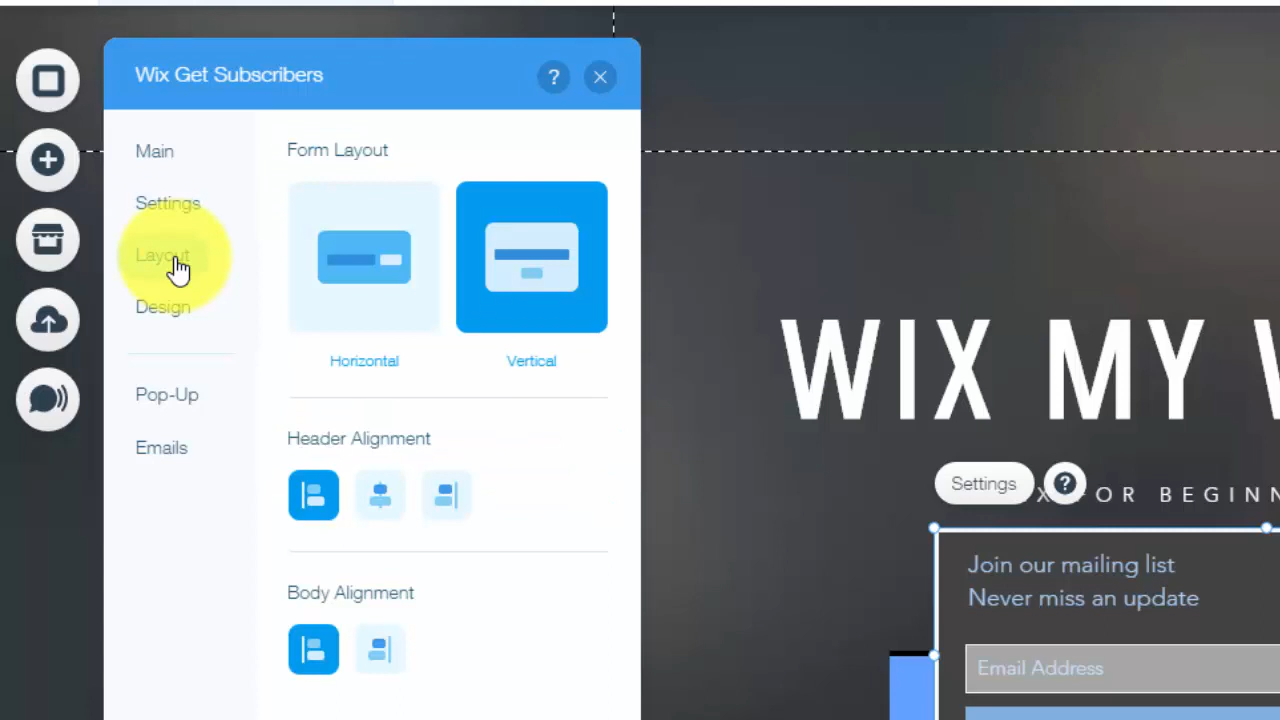 Wix Get Subscribers
?
Main
Settings
Layout
Design
Pop-Up
Emails
Form Layout
Horizontal
Vertical
Header Alignment
Body Alignment
WIX MY
Settings
?
X FOR BEGINN
Join our mailing list
Never miss an update
Email Address